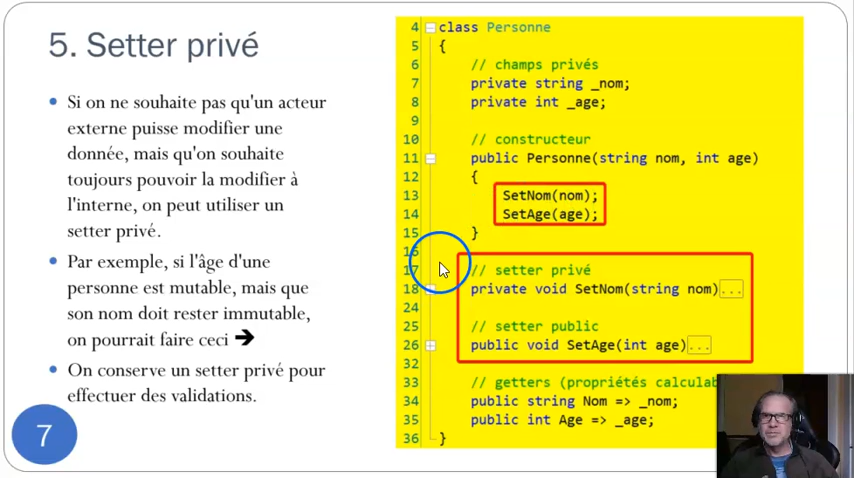 5. Setter privé
• Si on ne souhaite pas qu'un acteur
externe puisse modifier une
donnée, mais qu'on souhaite
toujours pouvoir la modifier à
l'interne, on peut utiliser un
setter privé.
• Par exemple, si l'âge d'une
personne est mutable, mais que
son nom doit rester immutable,
on pourrait faire ceci ➔
• On conserve un setter privé pour
effectuer des validations.
7
4 class Personne
5 {
6 // champs privés
7 private string _nom;
8 private int _age;
9
10 // constructeur
11 public Personne(string nom, int age)
12 {
13 SetNom(nom);
14 SetAge(age);
15 }
16
17 // setter privé
18 private void SetNom(string nom)...
24
25 // setter public
26 public void SetAge(int age)...
32
33 // getters (propriétés
34 public string Nom => _nom;
35 public int Age => _age;
36 }